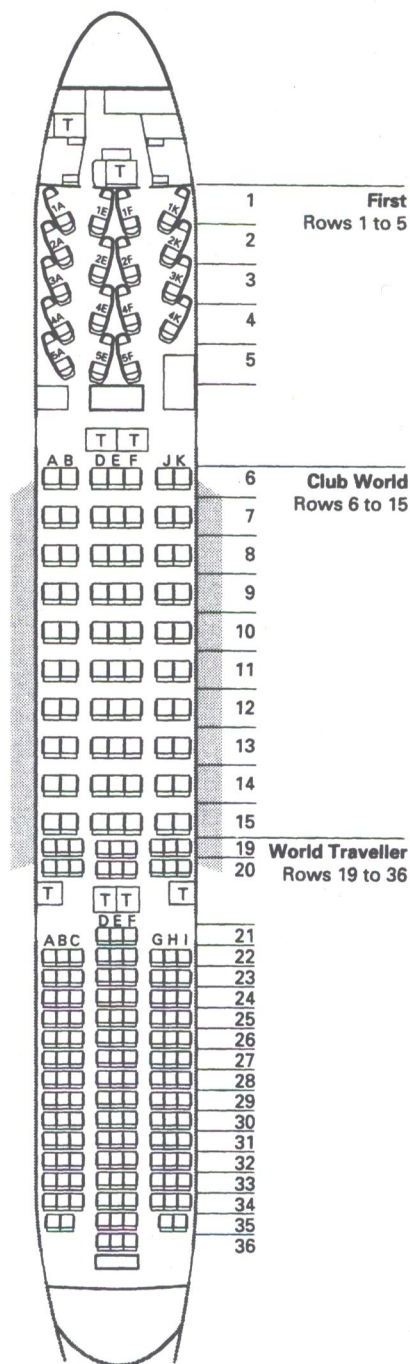 T
T
1A 1E 1F 1K 1 First
Rows 1 to 5
2A 2E 2F 2K 2
3A 3K 3
4A 4E 4F 4K 4
5A 5E 5F 5
T T
A B D E F J K
6 Club World
Rows 6 to 15
7
8
9
10
11
12
13
14
15
19 World Traveller
20 Rows 19 to 36
T T T T
D E F
21
A B C G H I
22
23
24
25
26
27
28
29
30
31
32
33
34
35
36